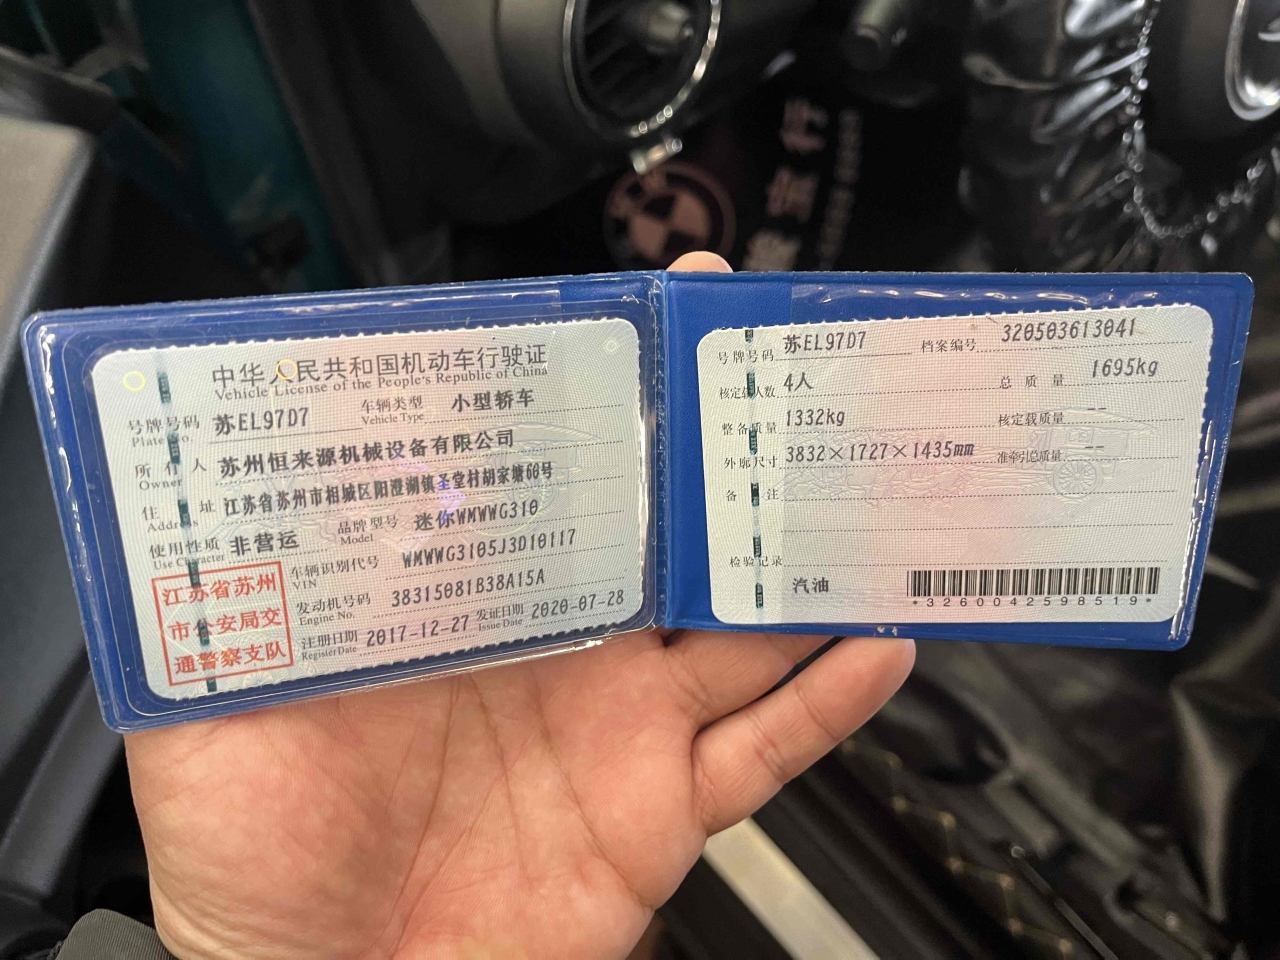 中华人民共和国机动车行驶证
Vehicle License of the People's Republic of China
号牌号码 Plate No. 苏EL97D7 车辆类型 Vehicle Type 小型轿车
所有人 Owner 苏州恒来源机械设备有限公司
住址 Address 江苏省苏州市相城区阳澄湖镇圣堂村胡家塘60号
使用性质 Use Character 非营运 品牌型号 Model 迷你WMWWG310
车辆识别代号 VIN WMWWG3105J3D10117
发动机号码 Engine No. 38315081B38A15A
注册日期 Register Date 2017-12-27 发证日期 Issue Date 2020-07-28
江苏省苏州
市公安局交
通警察支队
号牌号码 苏EL97D7 档案编号 320503613041
核定载人数 4人 总质量 1695kg
整备质量 1332kg 核定载质量 --
外廓尺寸 3832×1727×1435mm 准牵引总质量 --
备注
检验记录
汽油
*3260042598519*